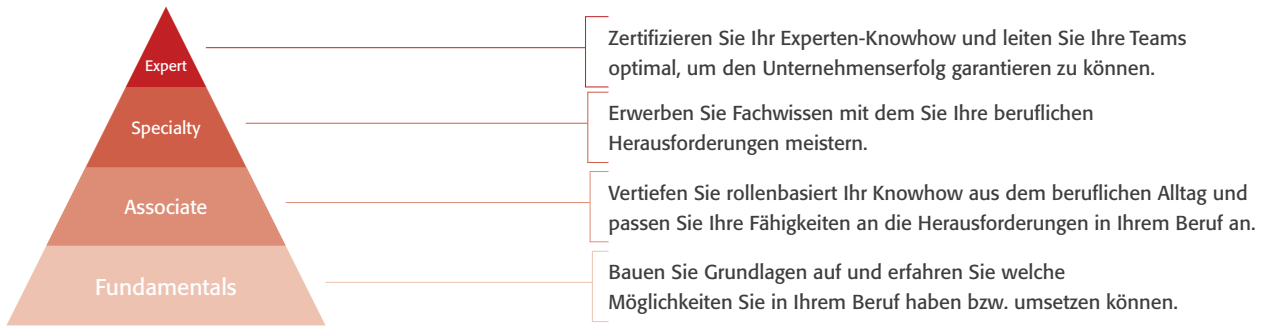 Expert
Zertifizieren Sie Ihr Experten-Knowhow und leiten Sie Ihre Teams
optimal, um den Unternehmenserfolg garantieren zu können.
Specialty
Erwerben Sie Fachwissen mit dem Sie Ihre beruflichen
Herausforderungen meistern.
Associate
Vertiefen Sie rollenbasiert Ihr Knowhow aus dem beruflichen Alltag und
passen Sie Ihre Fähigkeiten an die Herausforderungen in Ihrem Beruf an.
Fundamentals
Bauen Sie Grundlagen auf und erfahren Sie welche
Möglichkeiten Sie in Ihrem Beruf haben bzw. umsetzen können.